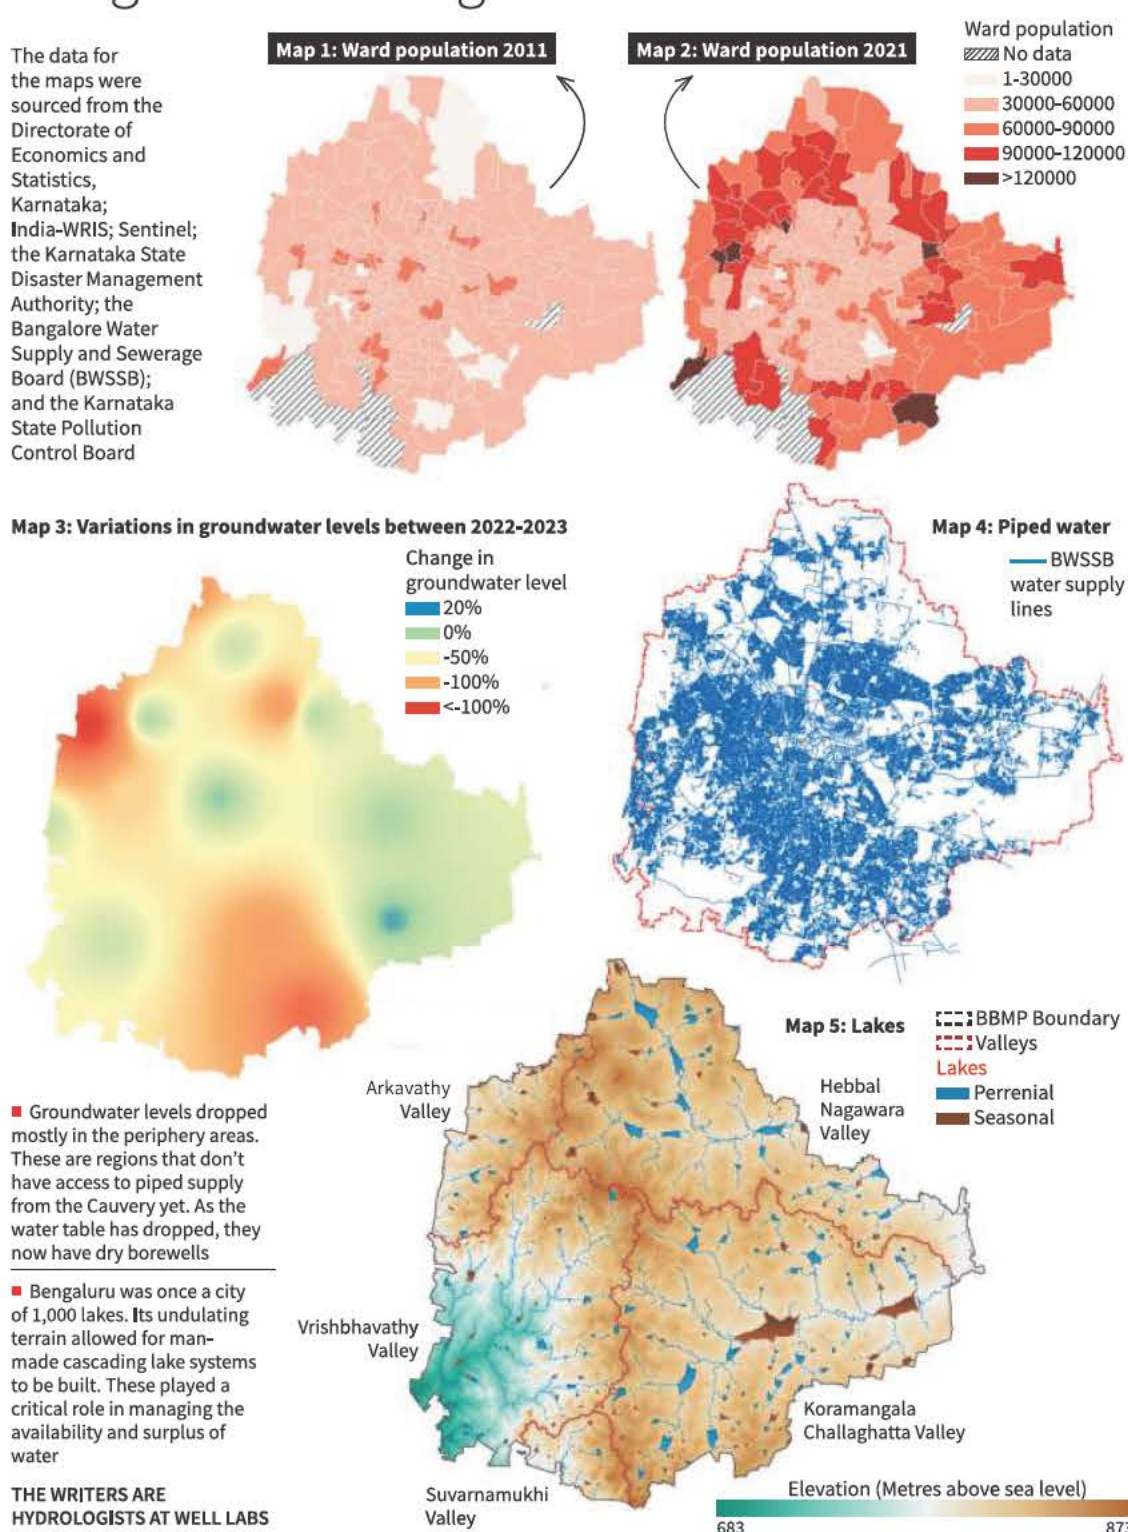 The data for
the maps were
sourced from the
Directorate of
Economics and
Statistics,
Karnataka;
India-WRIS; Sentinel;
the Karnataka State
Disaster Management
Authority; the
Bangalore Water
Supply and Sewerage
Board (BWSSB);
and the Karnataka
State Pollution
Control Board
Map 1: Ward population 2011
Map 2: Ward population 2021
Ward population
No data
1-30000
30000-60000
60000-90000
90000-120000
>120000
Map 3: Variations in groundwater levels between 2022-2023
Change in
groundwater level
20%
0%
-50%
-100%
<-100%
Map 4: Piped water
BWSSB
water supply
lines
Map 5: Lakes
BBMP Boundary
Valleys
Lakes
Perrenial
Seasonal
Arkavathy
Valley
Hebbal
Nagawara
Valley
Vrishbhavathy
Valley
Koramangala
Challaghatta Valley
Suvarnamukhi
Valley
Elevation (Metres above sea level)
683
873
Groundwater levels dropped
mostly in the periphery areas.
These are regions that don't
have access to piped supply
from the Cauvery yet. As the
water table has dropped, they
now have dry borewells
Bengaluru was once a city
of 1,000 lakes. Its undulating
terrain allowed for man-
made cascading lake systems
to be built. These played a
critical role in managing the
availability and surplus of
water
THE WRITERS ARE
HYDROLOGISTS AT WELL LABS